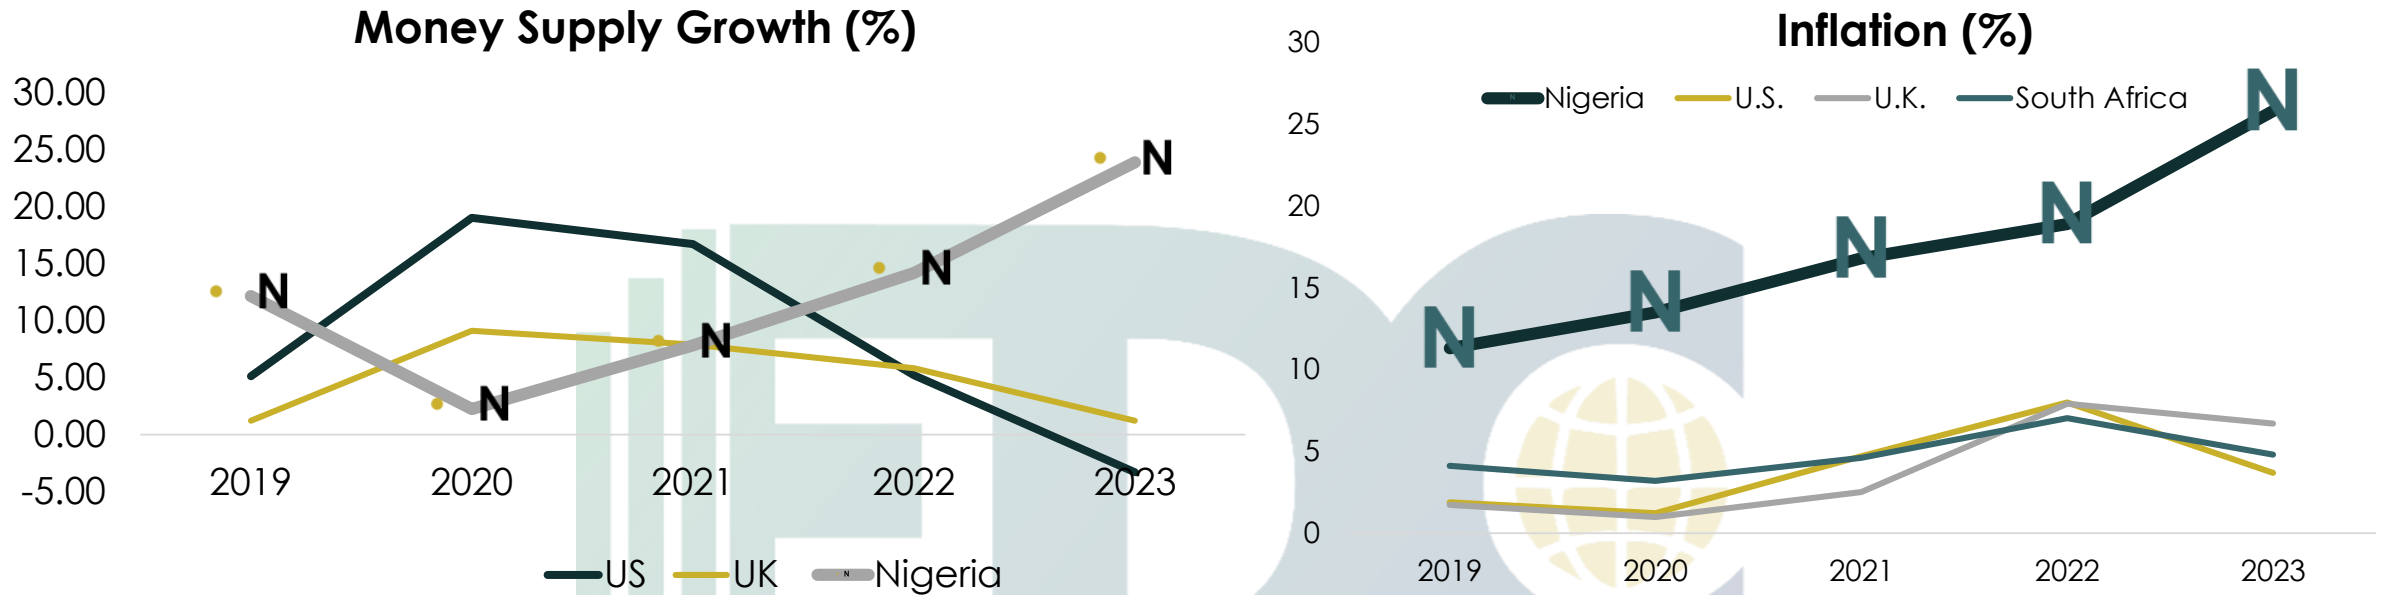 Money Supply Growth (%)
30.00
25.00
20.00
15.00
10.00
5.00
0.00
-5.00
N
N
N
N
N
2019 2020 2021 2022 2023
US UK N Nigeria
Inflation (%)
30
25
20
15
10
5
0
N Nigeria U.S. U.K. South Africa
N
N
N
N
N
2019 2020 2021 2022 2023
FDC